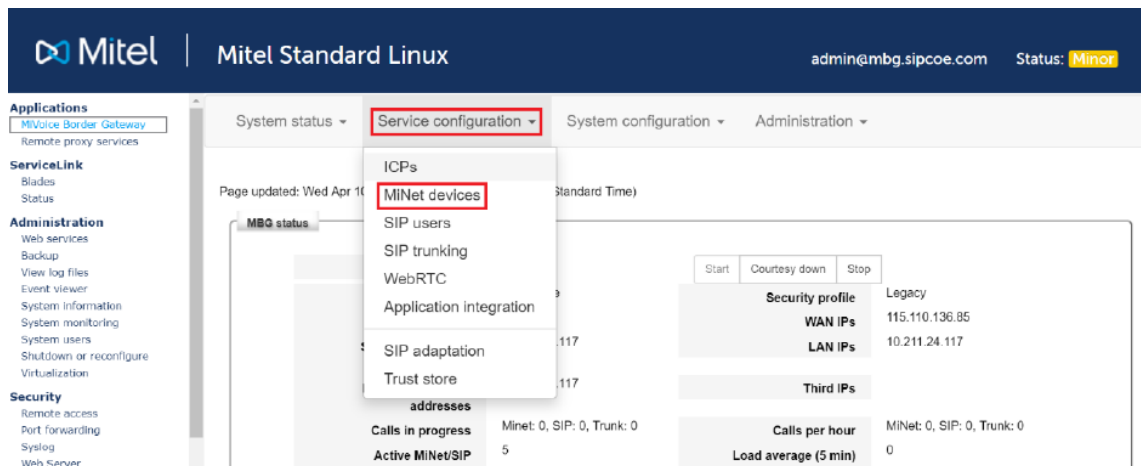 Mitel
Mitel Standard Linux
admin@mbg.sipcoe.com
Status: Minor
Applications
MiVoice Border Gateway
Remote proxy services
ServiceLink
Blades
Status
Administration
Web services
Backup
View log files
Event viewer
System information
System monitoring
System users
Shutdown or reconfigure
Virtualization
Security
Remote access
Port forwarding
Syslog
Web Server
System status
Service configuration
System configuration
Administration
ICPs
MiNet devices
SIP users
SIP trunking
WebRTC
Application integration
SIP adaptation
Trust store
Page updated: Wed Apr 10
Standard Time)
MBG status
Start
Courtesy down
Stop
Security profile Legacy
WAN IPs 115.110.136.85
.117
LAN IPs 10.211.24.117
.117
Third IPs
addresses
Calls in progress Minet: 0, SIP: 0, Trunk: 0
Calls per hour MiNet: 0, SIP: 0, Trunk: 0
Active MiNet/SIP 5
Load average (5 min) 0